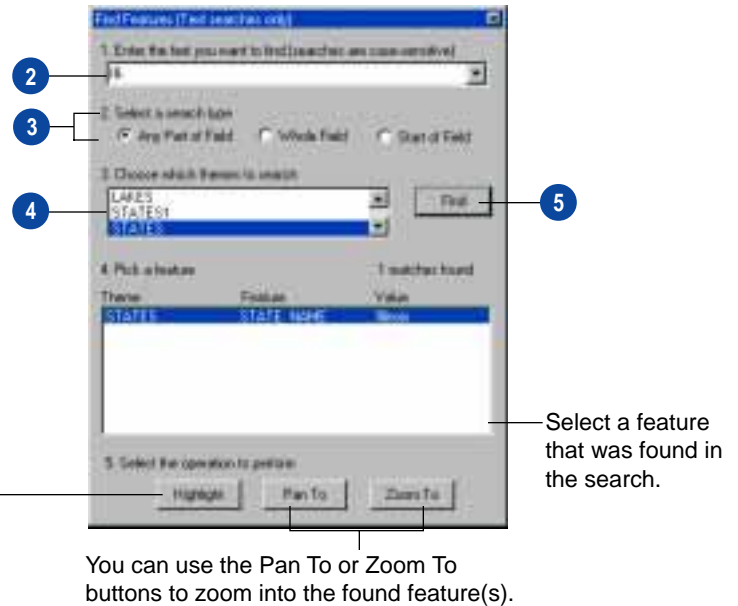 Find Features (Text searches only)
1. Enter the text you want to find (searches are case-sensitive)
2
2. Select a search type
3
Any Part of Field Whole Field Start of Field
3. Choose which themes to search
LAKES
STATES1
STATES
4
Find
5
4. Pick a feature 1 matches found
Theme Feature Value
STATES STATE_NAME Illinois
Select a feature
that was found in
the search.
5. Select the operation to perform
Highlight Pan To Zoom To
You can use the Pan To or Zoom To
buttons to zoom into the found feature(s).